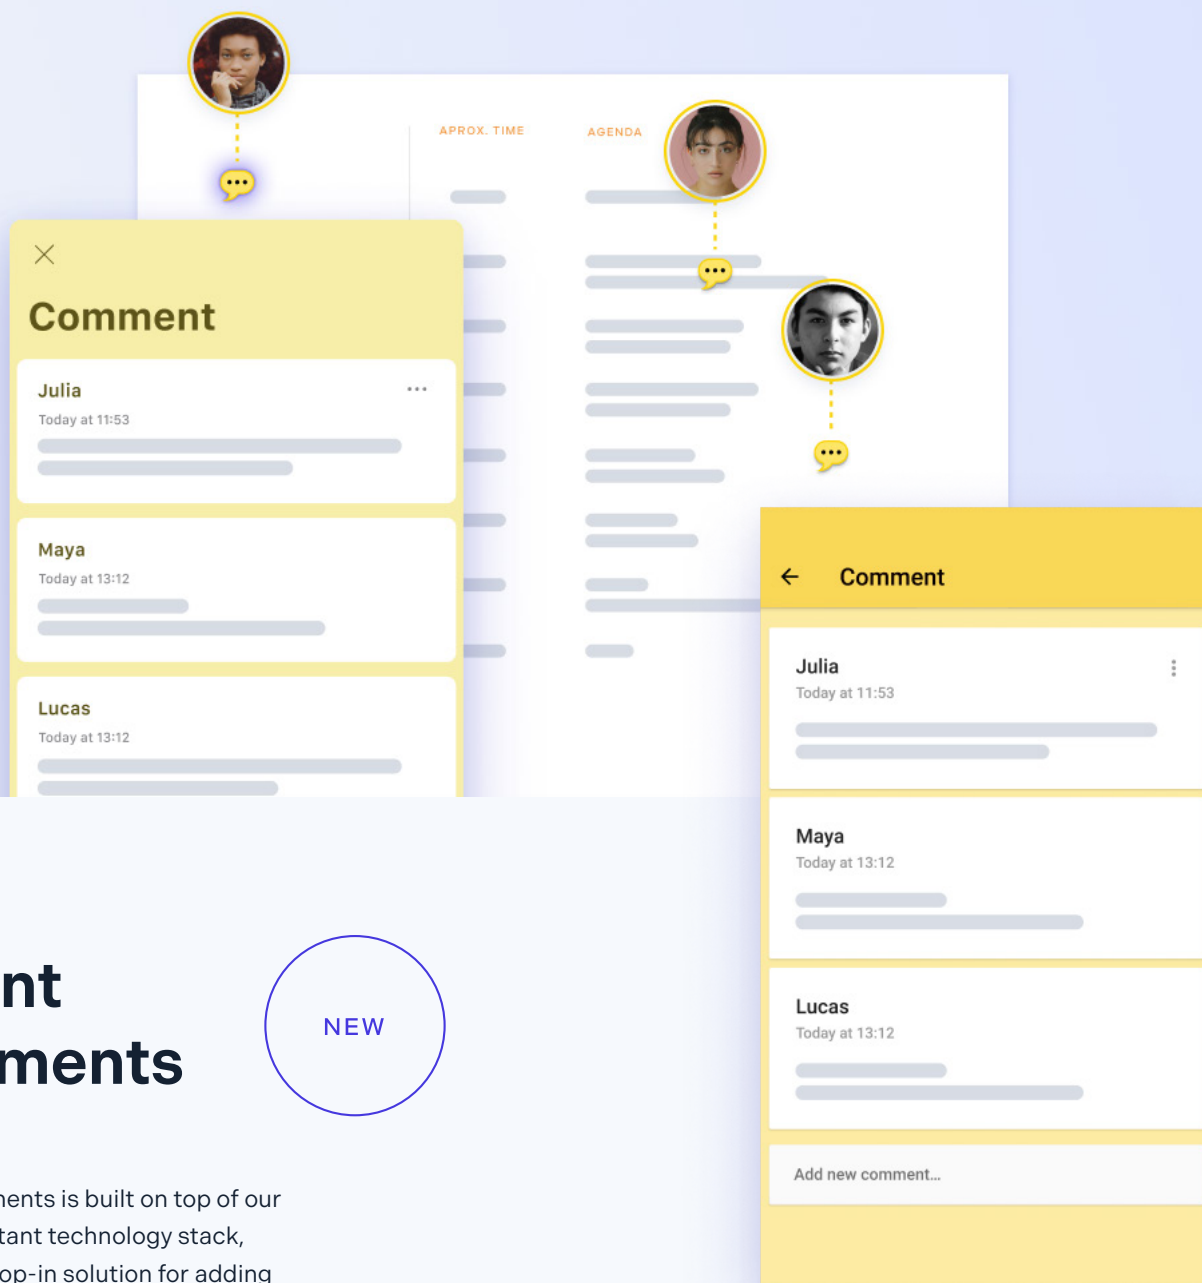 APROX. TIME
AGENDA
Comment
Julia
Today at 11:53
Maya
Today at 13:12
Lucas
Today at 13:12
Comment
Julia
Today at 11:53
Maya
Today at 13:12
Lucas
Today at 13:12
Add new comment...
nt
ments
NEW
nents is built on top of our
tant technology stack,
op-in solution for adding